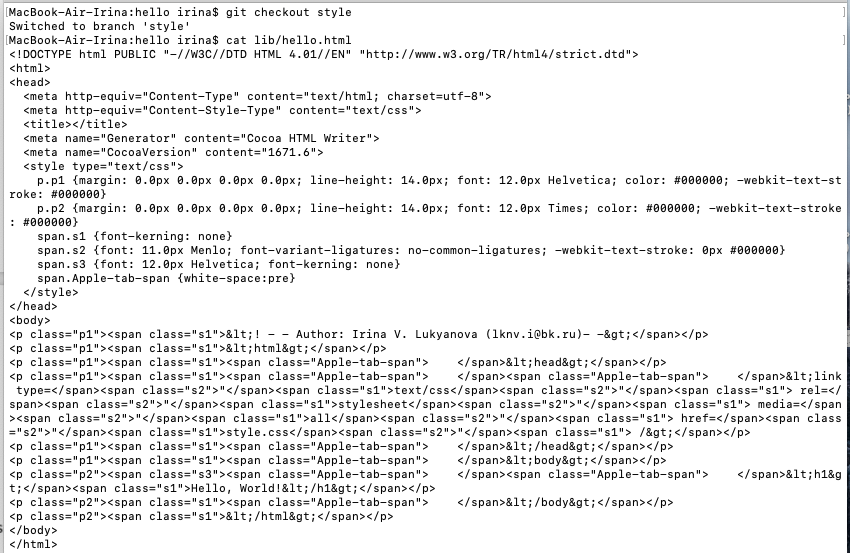 [MacBook-Air-Irina:hello irina$ git checkout style ]
Switched to branch 'style'
[MacBook-Air-Irina:hello irina$ cat lib/hello.html ]
<!DOCTYPE html PUBLIC "-//W3C//DTD HTML 4.01//EN" "http://www.w3.org/TR/html4/strict.dtd">
<html>
<head>
  <meta http-equiv="Content-Type" content="text/html; charset=utf-8">
  <meta http-equiv="Content-Style-Type" content="text/css">
  <title></title>
  <meta name="Generator" content="Cocoa HTML Writer">
  <meta name="CocoaVersion" content="1671.6">
  <style type="text/css">
    p.p1 {margin: 0.0px 0.0px 0.0px 0.0px; line-height: 14.0px; font: 12.0px Helvetica; color: #000000; -webkit-text-st
roke: #000000}
    p.p2 {margin: 0.0px 0.0px 0.0px 0.0px; line-height: 14.0px; font: 12.0px Times; color: #000000; -webkit-text-stroke
: #000000}
    span.s1 {font-kerning: none}
    span.s2 {font: 11.0px Menlo; font-variant-ligatures: no-common-ligatures; -webkit-text-stroke: 0px #000000}
    span.s3 {font: 12.0px Helvetica; font-kerning: none}
    span.Apple-tab-span {white-space:pre}
  </style>
</head>
<body>
<p class="p1"><span class="s1">&lt;! - - Author: Irina V. Lukyanova (lknv.i@bk.ru)- -&gt;</span></p>
<p class="p1"><span class="s1">&lt;html&gt;</span></p>
<p class="p1"><span class="s1"><span class="Apple-tab-span">    </span>&lt;head&gt;</span></p>
<p class="p1"><span class="s1"><span class="Apple-tab-span">    </span><span class="Apple-tab-span">    </span>&lt;link
 type=</span><span class="s2">"</span><span class="s1">text/css</span><span class="s2">"</span><span class="s1"> rel=</
span><span class="s2">"</span><span class="s1">stylesheet</span><span class="s2">"</span><span class="s1"> media=</span
><span class="s2">"</span><span class="s1">all</span><span class="s2">"</span><span class="s1"> href=</span><span class
="s2">"</span><span class="s1">style.css</span><span class="s2">"</span><span class="s1"> /&gt;</span></p>
<p class="p1"><span class="s1"><span class="Apple-tab-span">    </span>&lt;/head&gt;</span></p>
<p class="p1"><span class="s1"><span class="Apple-tab-span">    </span>&lt;body&gt;</span></p>
<p class="p2"><span class="s3"><span class="Apple-tab-span">    </span><span class="Apple-tab-span">    </span>&lt;h1&g
t;</span><span class="s1">Hello, World!&lt;/h1&gt;</span></p>
<p class="p2"><span class="s1"><span class="Apple-tab-span">    </span>&lt;/body&gt;</span></p>
<p class="p2"><span class="s1">&lt;/html&gt;</span></p>
</body>
</html>